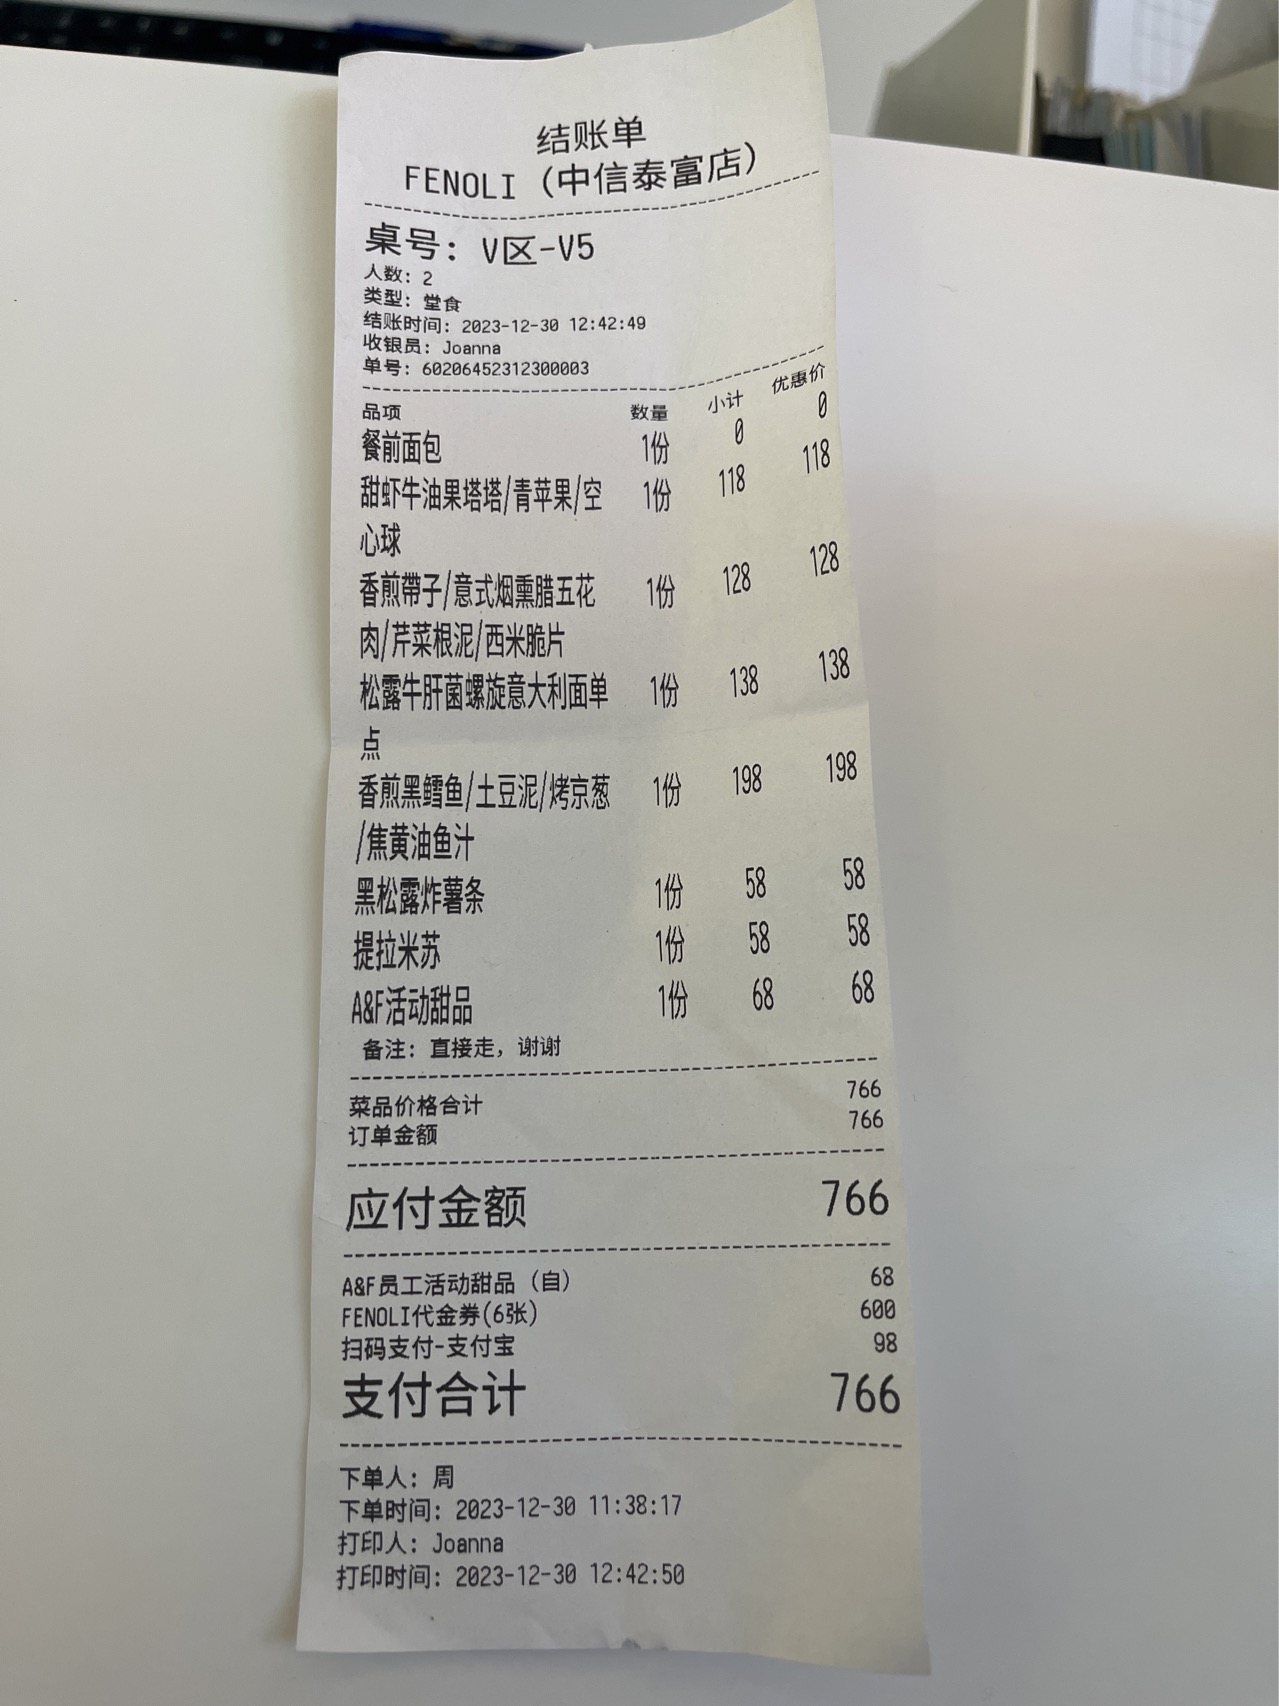 结账单
FENOLI（中信泰富店）
桌号：V区-V5
人数：2
类型：堂食
结账时间：2023-12-30 12:42:49
收银员：Joanna
单号：602064523123000003
品项 数量 小计 优惠价
餐前面包 1份 0 0
甜虾牛油果塔塔/青苹果/空 1份 118 118
心球
香煎帶子/意式烟熏腊五花 1份 128 128
肉/芹菜根泥/西米脆片
松露牛肝菌螺旋意大利面单 1份 138 138
点
香煎黑鳕鱼/土豆泥/烤京葱 1份 198 198
/焦黄油鱼汁
黑松露炸薯条 1份 58 58
提拉米苏 1份 58 58
A&F活动甜品 1份 68 68
备注：直接走，谢谢
菜品价格合计 766
订单金额 766
应付金额 766
A&F员工活动甜品（自） 68
FENOLI代金券(6张) 600
扫码支付-支付宝 98
支付合计 766
下单人：周
下单时间：2023-12-30 11:38:17
打印人：Joanna
打印时间：2023-12-30 12:42:50